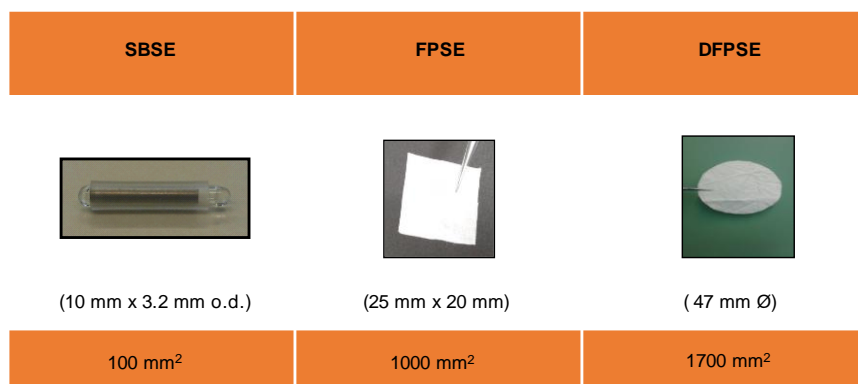 SBSE FPSE DFPSE
(10 mm x 3.2 mm o.d.) (25 mm x 20 mm) ( 47 mm Ø)
100 mm² 1000 mm² 1700 mm²